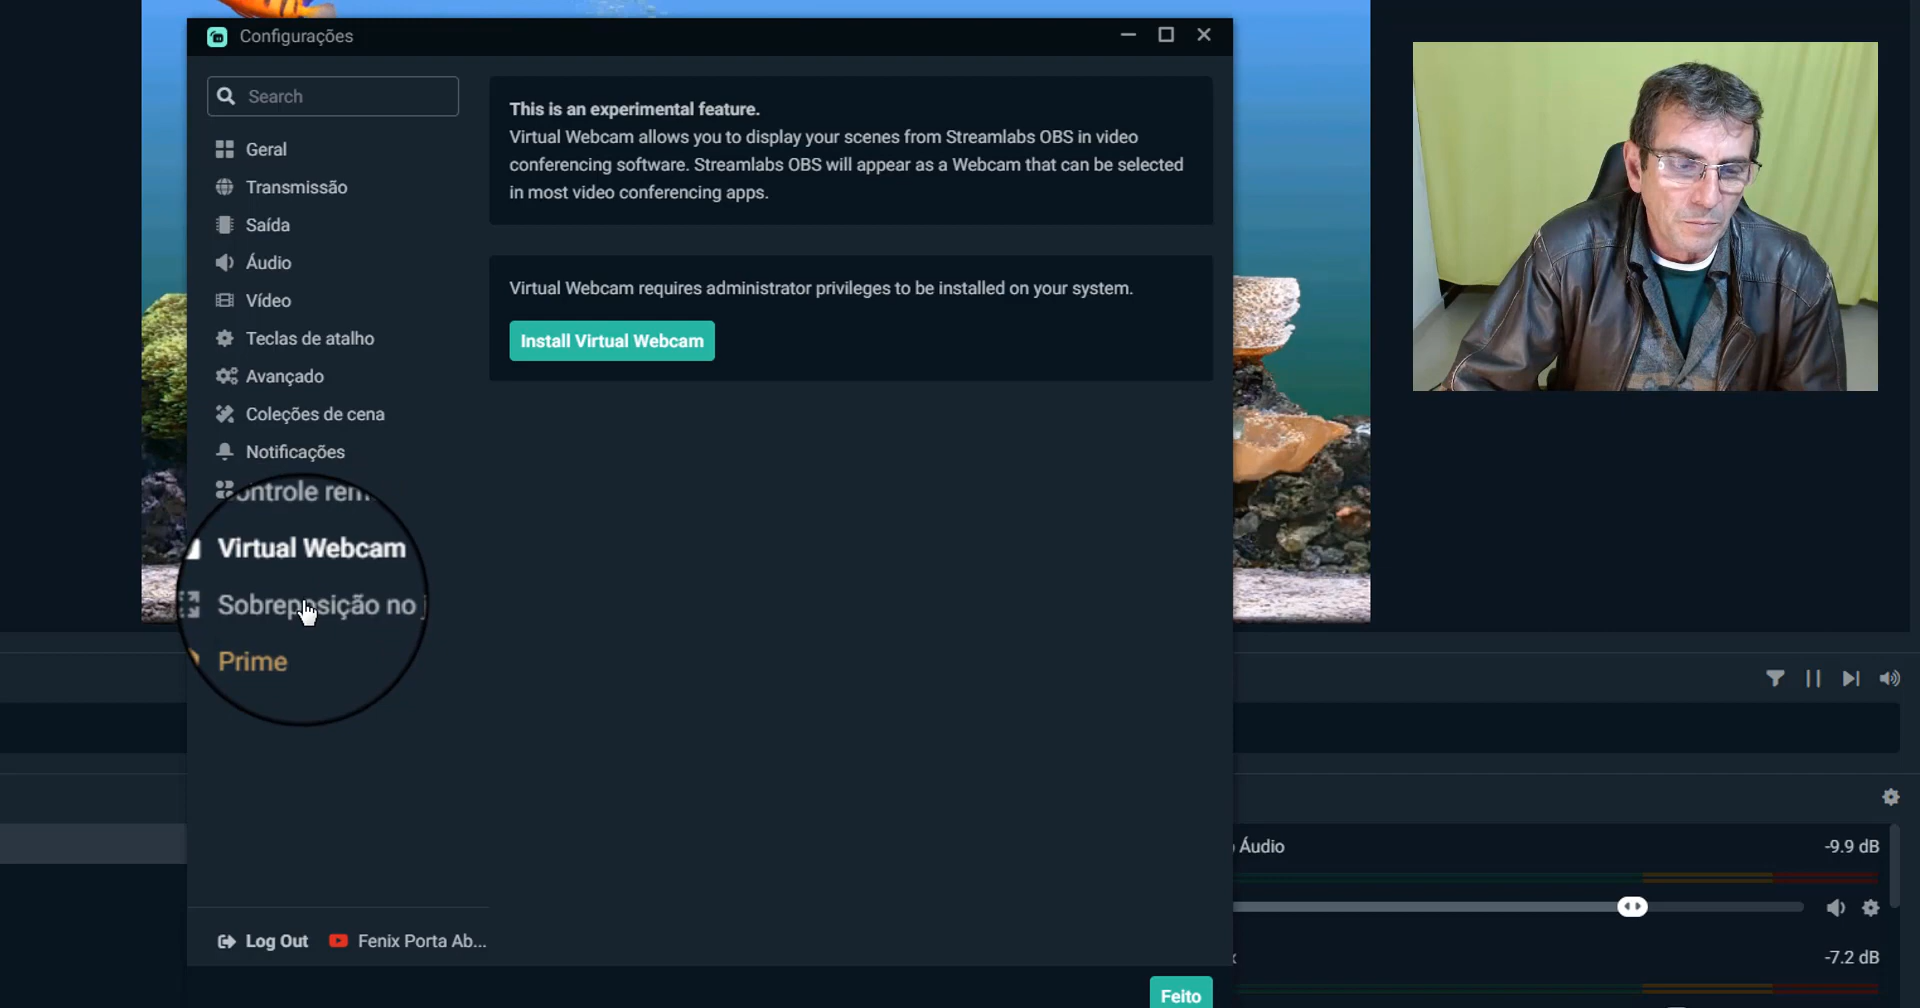 Configurações
Search
Geral
Transmissão
Saída
Áudio
Vídeo
Teclas de atalho
Avançado
Coleções de cena
Notificações
ontrole rem
Virtual Webcam
Sobreposição no
Prime
Log Out
Fenix Porta Ab...
This is an experimental feature.
Virtual Webcam allows you to display your scenes from Streamlabs OBS in video
conferencing software. Streamlabs OBS will appear as a Webcam that can be selected
in most video conferencing apps.
Virtual Webcam requires administrator privileges to be installed on your system.
Install Virtual Webcam
Feito
Áudio
-9.9 dB
-7.2 dB